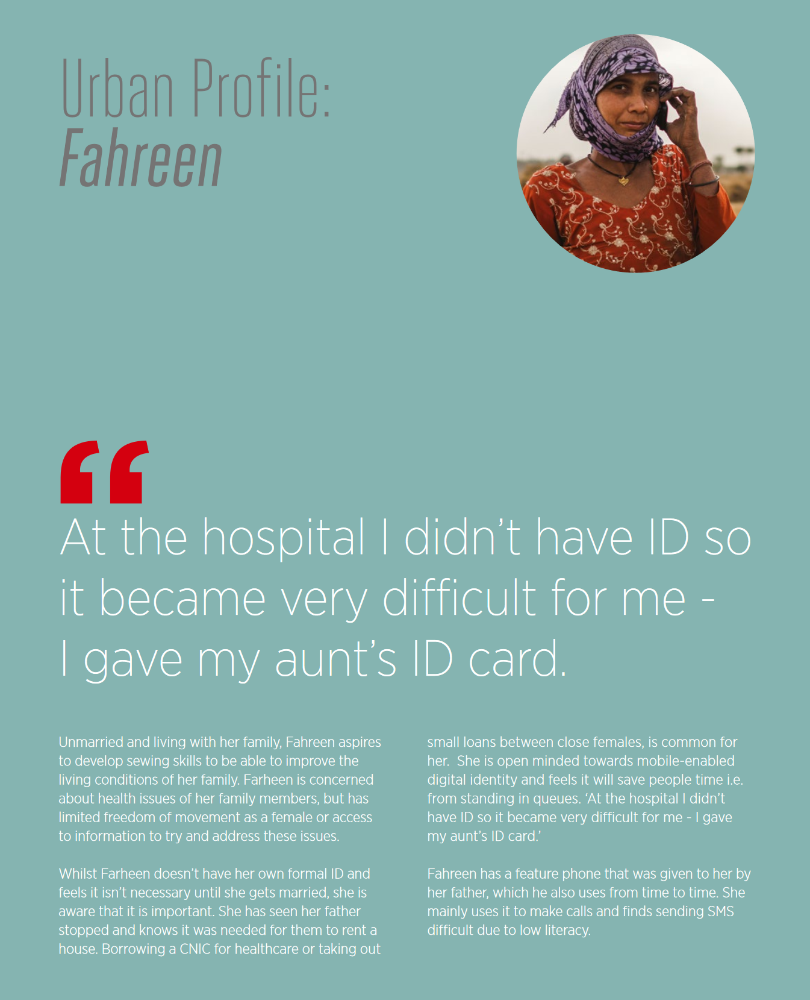 Urban Profile:
Fahreen
“
At the hospital I didn’t have ID so
it became very difficult for me -
I gave my aunt’s ID card.
Unmarried and living with her family, Fahreen aspires
to develop sewing skills to be able to improve the
living conditions of her family. Farheen is concerned
about health issues of her family members, but has
limited freedom of movement as a female or access
to information to try and address these issues.
Whilst Farheen doesn’t have her own formal ID and
feels it isn’t necessary until she gets married, she is
aware that it is important. She has seen her father
stopped and knows it was needed for them to rent a
house. Borrowing a CNIC for healthcare or taking out
small loans between close females, is common for
her.  She is open minded towards mobile-enabled
digital identity and feels it will save people time i.e.
from standing in queues. ‘At the hospital I didn’t
have ID so it became very difficult for me - I gave
my aunt’s ID card.’
Fahreen has a feature phone that was given to her by
her father, which he also uses from time to time. She
mainly uses it to make calls and finds sending SMS
difficult due to low literacy.